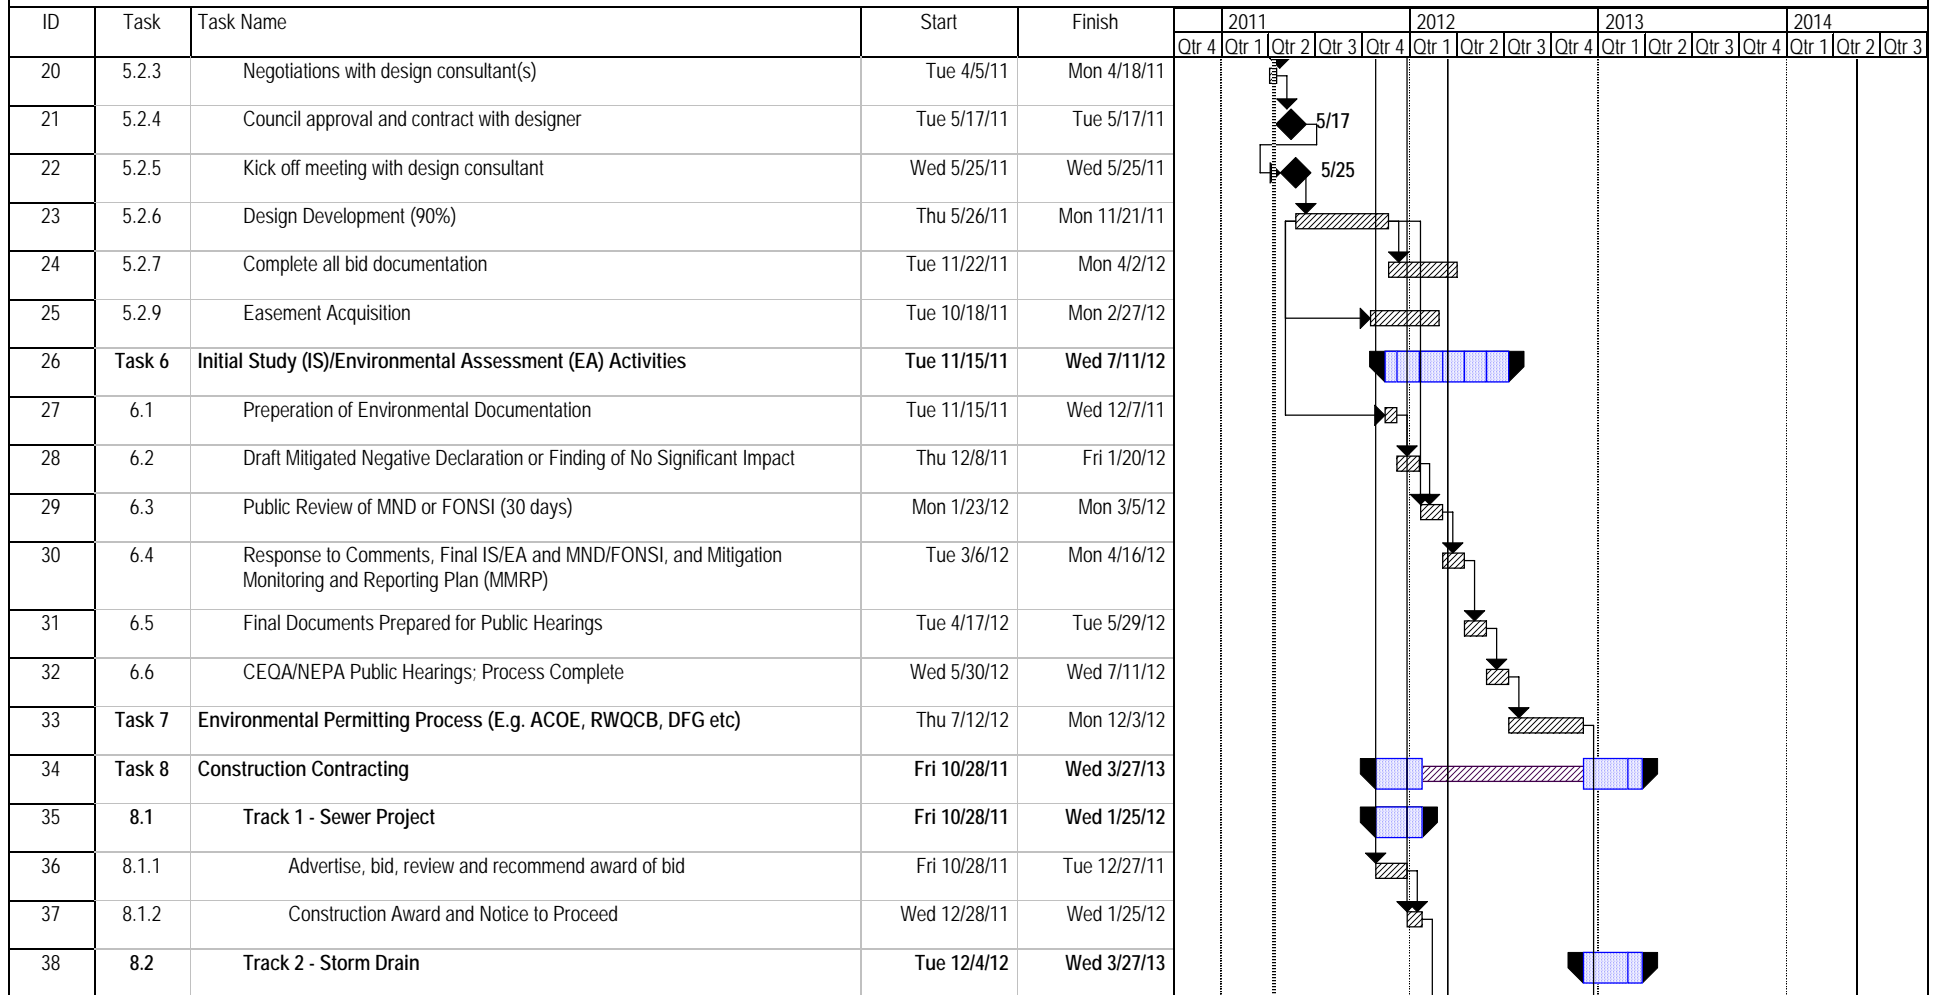 ID Task Task Name Start Finish 2011 2012 2013 2014
Qtr 4 Qtr 1 Qtr 2 Qtr 3 Qtr 4 Qtr 1 Qtr 2 Qtr 3 Qtr 4 Qtr 1 Qtr 2 Qtr 3 Qtr 4 Qtr 1 Qtr 2 Qtr 3
20 5.2.3 Negotiations with design consultant(s) Tue 4/5/11 Mon 4/18/11
21 5.2.4 Council approval and contract with designer Tue 5/17/11 Tue 5/17/11 5/17
22 5.2.5 Kick off meeting with design consultant Wed 5/25/11 Wed 5/25/11 5/25
23 5.2.6 Design Development (90%) Thu 5/26/11 Mon 11/21/11
24 5.2.7 Complete all bid documentation Tue 11/22/11 Mon 4/2/12
25 5.2.9 Easement Acquisition Tue 10/18/11 Mon 2/27/12
26 Task 6 Initial Study (IS)/Environmental Assessment (EA) Activities Tue 11/15/11 Wed 7/11/12
27 6.1 Preperation of Environmental Documentation Tue 11/15/11 Wed 12/7/11
28 6.2 Draft Mitigated Negative Declaration or Finding of No Significant Impact Thu 12/8/11 Fri 1/20/12
29 6.3 Public Review of MND or FONSI (30 days) Mon 1/23/12 Mon 3/5/12
30 6.4 Response to Comments, Final IS/EA and MND/FONSI, and Mitigation Tue 3/6/12 Mon 4/16/12
Monitoring and Reporting Plan (MMRP)
31 6.5 Final Documents Prepared for Public Hearings Tue 4/17/12 Tue 5/29/12
32 6.6 CEQA/NEPA Public Hearings; Process Complete Wed 5/30/12 Wed 7/11/12
33 Task 7 Environmental Permitting Process (E.g. ACOE, RWQCB, DFG etc) Thu 7/12/12 Mon 12/3/12
34 Task 8 Construction Contracting Fri 10/28/11 Wed 3/27/13
35 8.1 Track 1 - Sewer Project Fri 10/28/11 Wed 1/25/12
36 8.1.1 Advertise, bid, review and recommend award of bid Fri 10/28/11 Tue 12/27/11
37 8.1.2 Construction Award and Notice to Proceed Wed 12/28/11 Wed 1/25/12
38 8.2 Track 2 - Storm Drain Tue 12/4/12 Wed 3/27/13